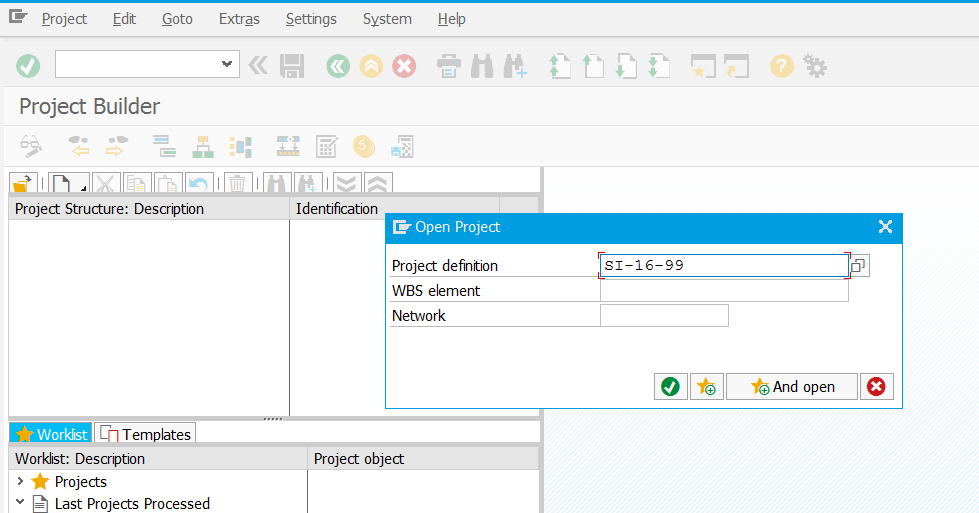 Project Edit Goto Extras Settings System Help
Project Builder
5
Project Structure: Description Identification
Open Project
Project definition SI-16-99
WBS element
Network
And open
Worklist Templates
Worklist: Description Project object
Projects
Last Projects Processed